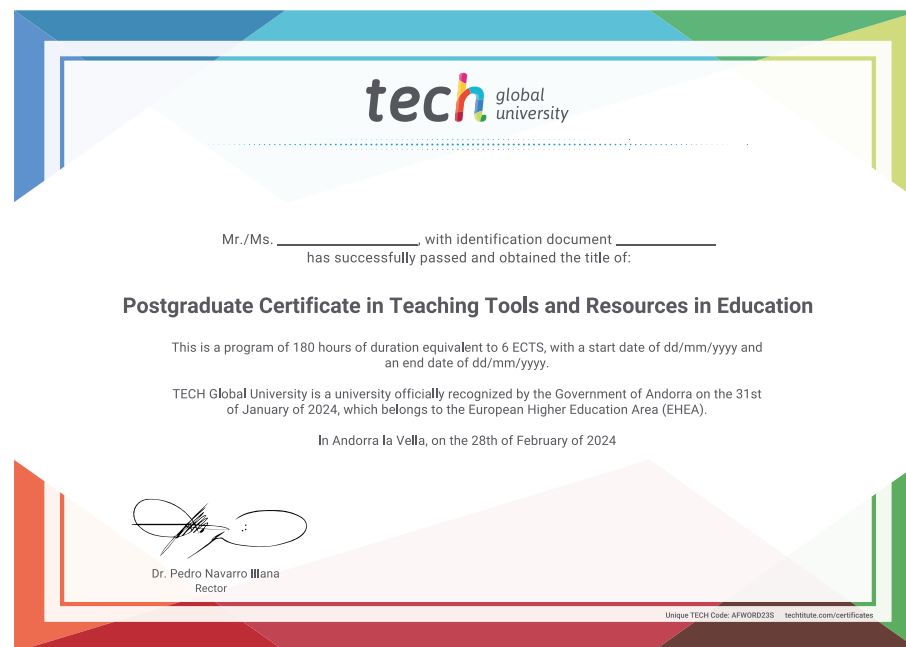 tech global
university
Mr./Ms. ________________, with identification document ____________
has successfully passed and obtained the title of:
Postgraduate Certificate in Teaching Tools and Resources in Education
This is a program of 180 hours of duration equivalent to 6 ECTS, with a start date of dd/mm/yyyy and
an end date of dd/mm/yyyy.
TECH Global University is a university officially recognized by the Government of Andorra on the 31st
of January of 2024, which belongs to the European Higher Education Area (EHEA).
In Andorra la Vella, on the 28th of February of 2024
Dr. Pedro Navarro Illana
Rector
Unique TECH Code: AFWORD23S techtitute.com/certificates